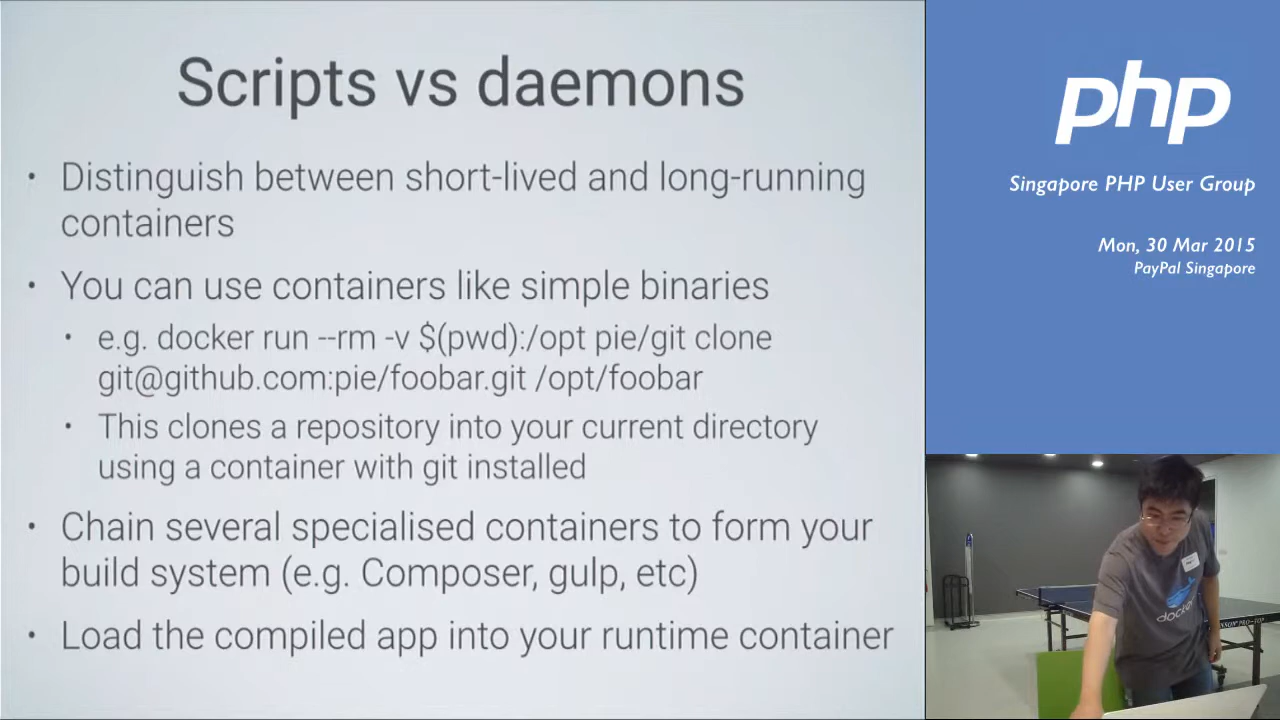 Scripts vs daemons
• Distinguish between short-lived and long-running
containers
• You can use containers like simple binaries
• e.g. docker run --rm -v $(pwd):/opt pie/git clone
git@github.com:pie/foobar.git /opt/foobar
• This clones a repository into your current directory
using a container with git installed
• Chain several specialised containers to form your
build system (e.g. Composer, gulp, etc)
• Load the compiled app into your runtime container
php
Singapore PHP User Group
Mon, 30 Mar 2015
PayPal Singapore
docker
PRO-TOP